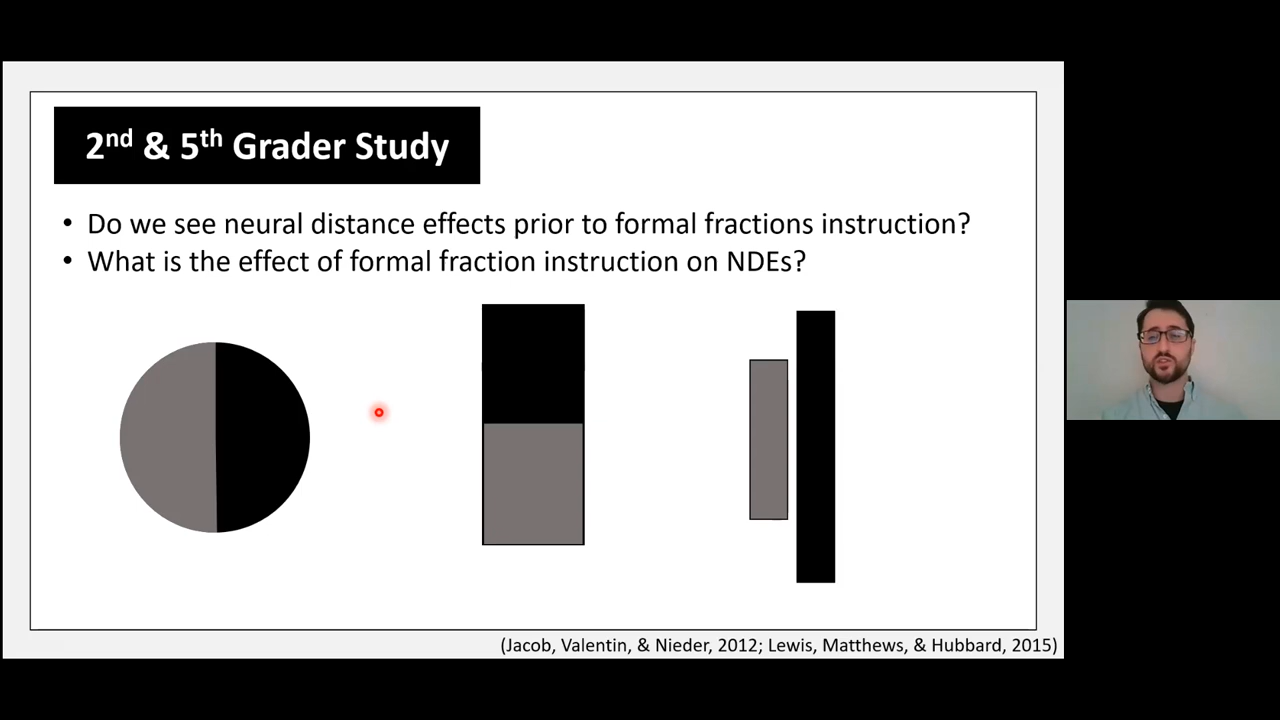 2nd & 5th Grader Study
• Do we see neural distance effects prior to formal fractions instruction?
• What is the effect of formal fraction instruction on NDEs?
(Jacob, Valentin, & Nieder, 2012; Lewis, Matthews, & Hubbard, 2015)